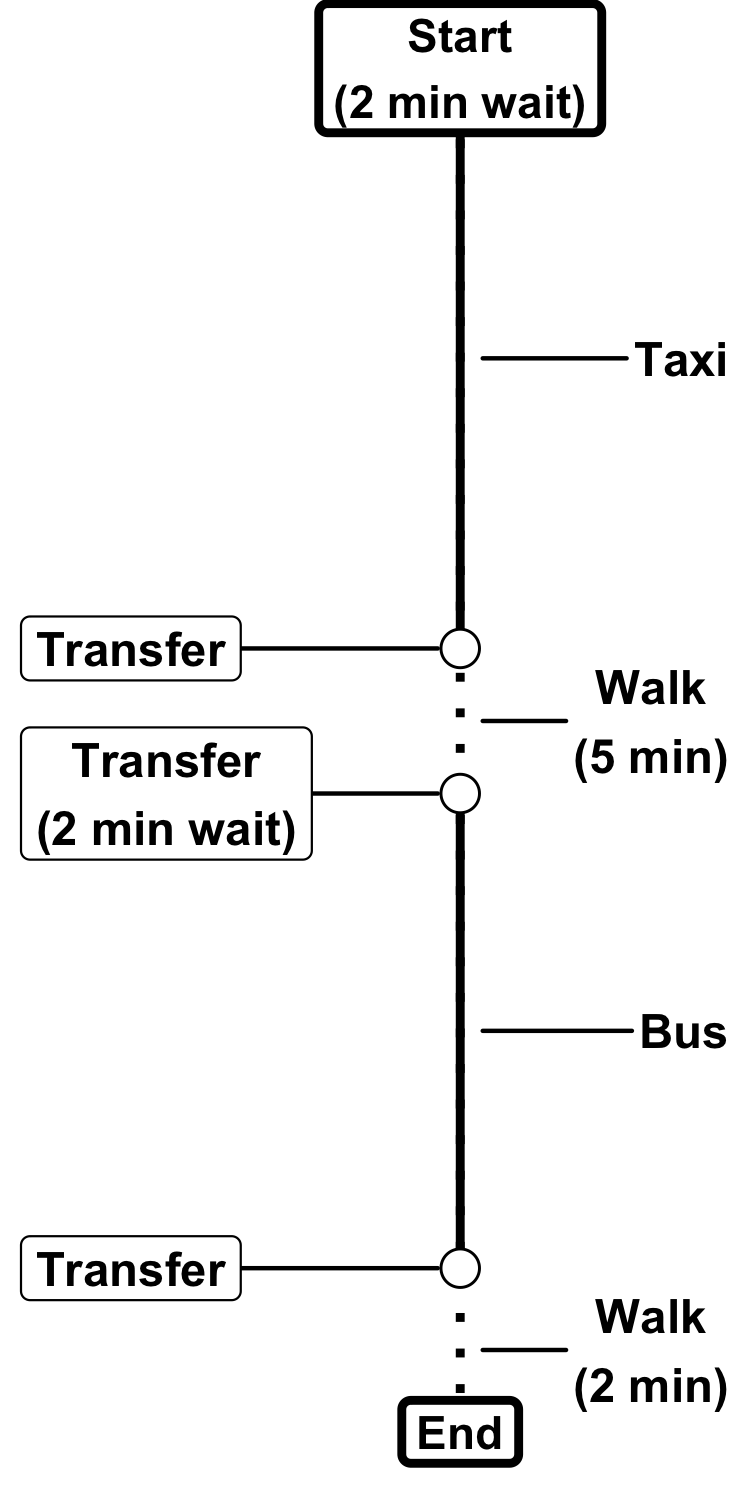 Start
(2 min wait)
Taxi
Transfer
Walk
(5 min)
Transfer
(2 min wait)
Bus
Transfer
Walk
(2 min)
End